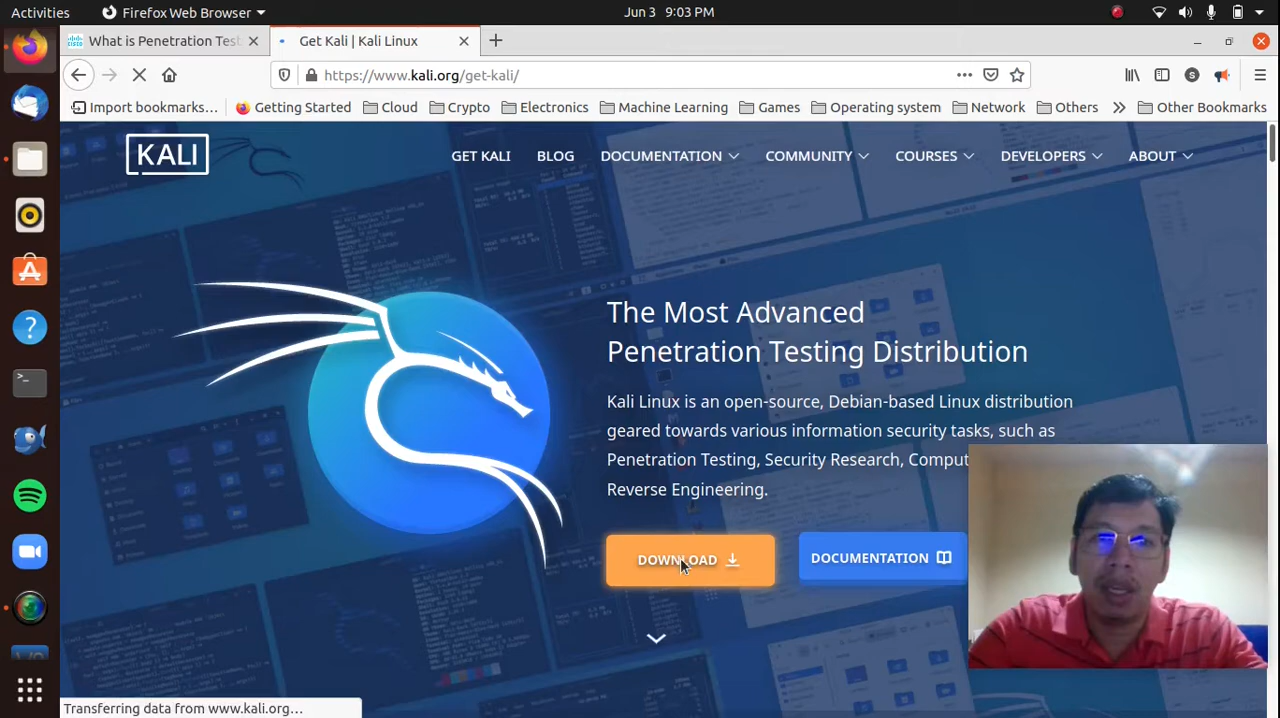 Activities
Firefox Web Browser
Jun 3 9:03 PM
What is Penetration Test
Get Kali | Kali Linux
https://www.kali.org/get-kali/
S
Import bookmarks…
Getting Started
Cloud
Crypto
Electronics
Machine Learning
Games
Operating system
Network
Others
Other Bookmarks
KALI
GET KALI
BLOG
DOCUMENTATION
COMMUNITY
COURSES
DEVELOPERS
ABOUT
The Most Advanced
Penetration Testing Distribution
Kali Linux is an open-source, Debian-based Linux distribution
geared towards various information security tasks, such as
Penetration Testing, Security Research, Comput
Reverse Engineering.
DOWNLOAD
DOCUMENTATION
Transferring data from www.kali.org…